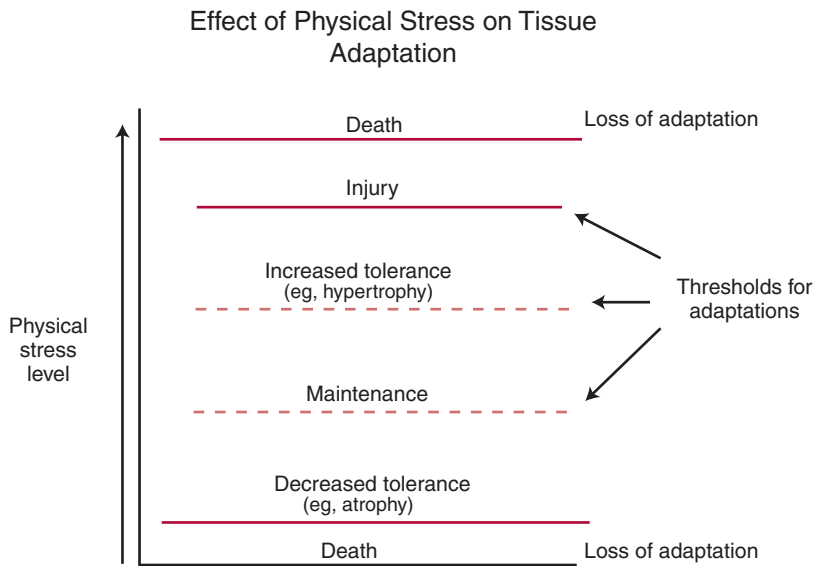 Effect of Physical Stress on Tissue
Adaptation
Death
Loss of adaptation
Injury
Increased tolerance
(eg, hypertrophy)
Thresholds for
adaptations
Physical
stress
level
Maintenance
Decreased tolerance
(eg, atrophy)
Death
Loss of adaptation